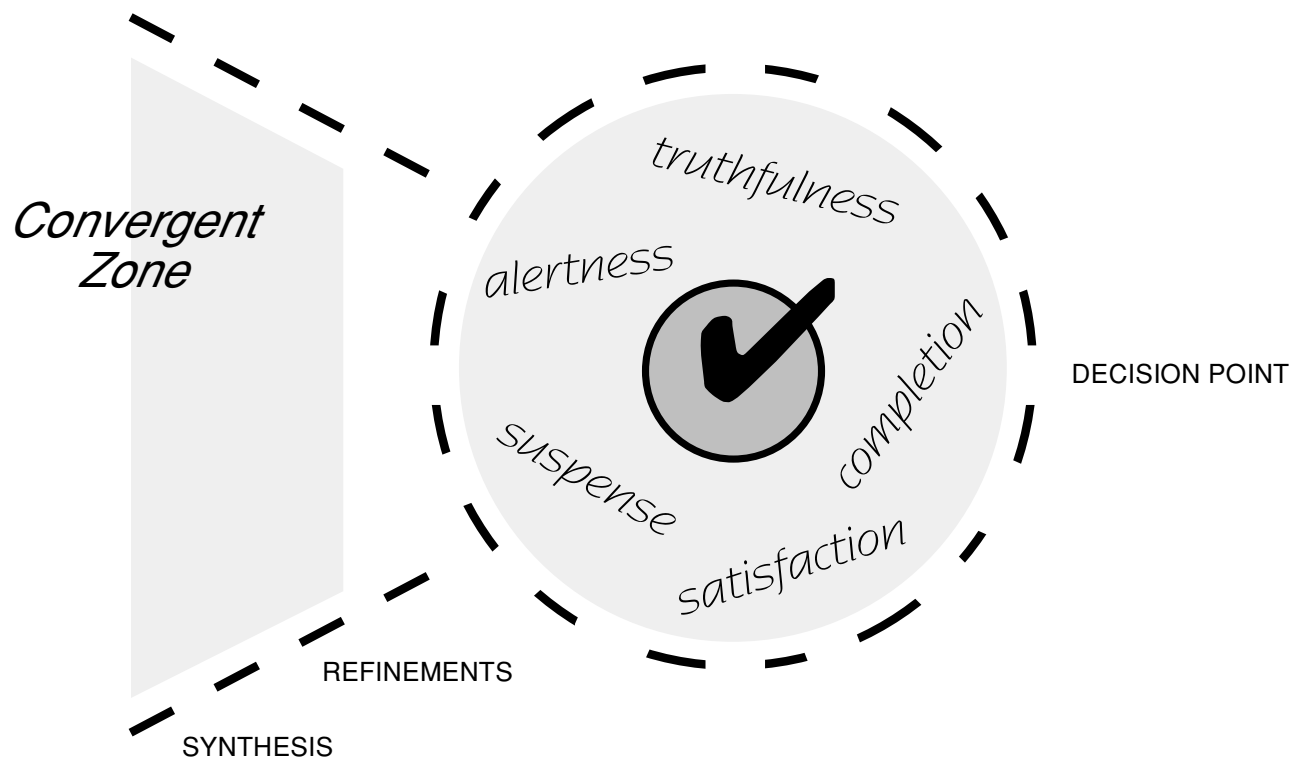 truthfulness
Convergent
Zone
alertness
completion
DECISION POINT
suspense
satisfaction
REFINEMENTS
SYNTHESIS